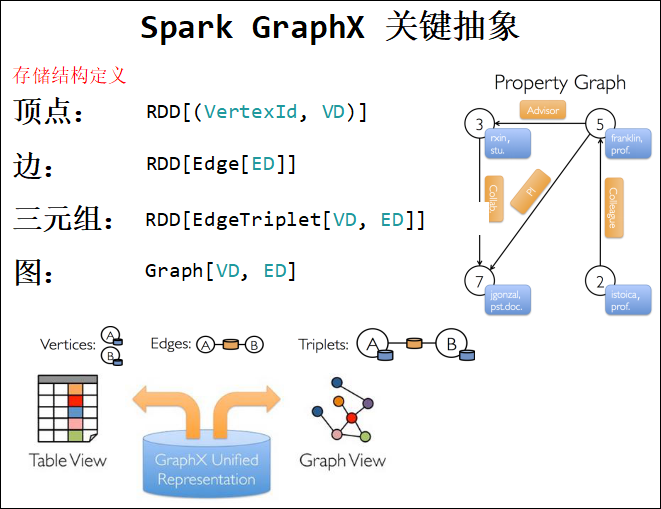 Spark GraphX 关键抽象
存储结构定义
顶点： RDD[(VertexId, VD)]
边： RDD[Edge[ED]]
三元组： RDD[EdgeTriplet[VD, ED]]
图： Graph[VD, ED]
Property Graph
Advisor
3
5
rxin,
stu.
franklin,
prof.
Collab
PI
Colleague
7
2
jgonzal,
pst.doc.
istoica,
prof.
Vertices: A
B
Edges: A B
Triplets: A B
Table View
GraphX Unified
Representation
Graph View